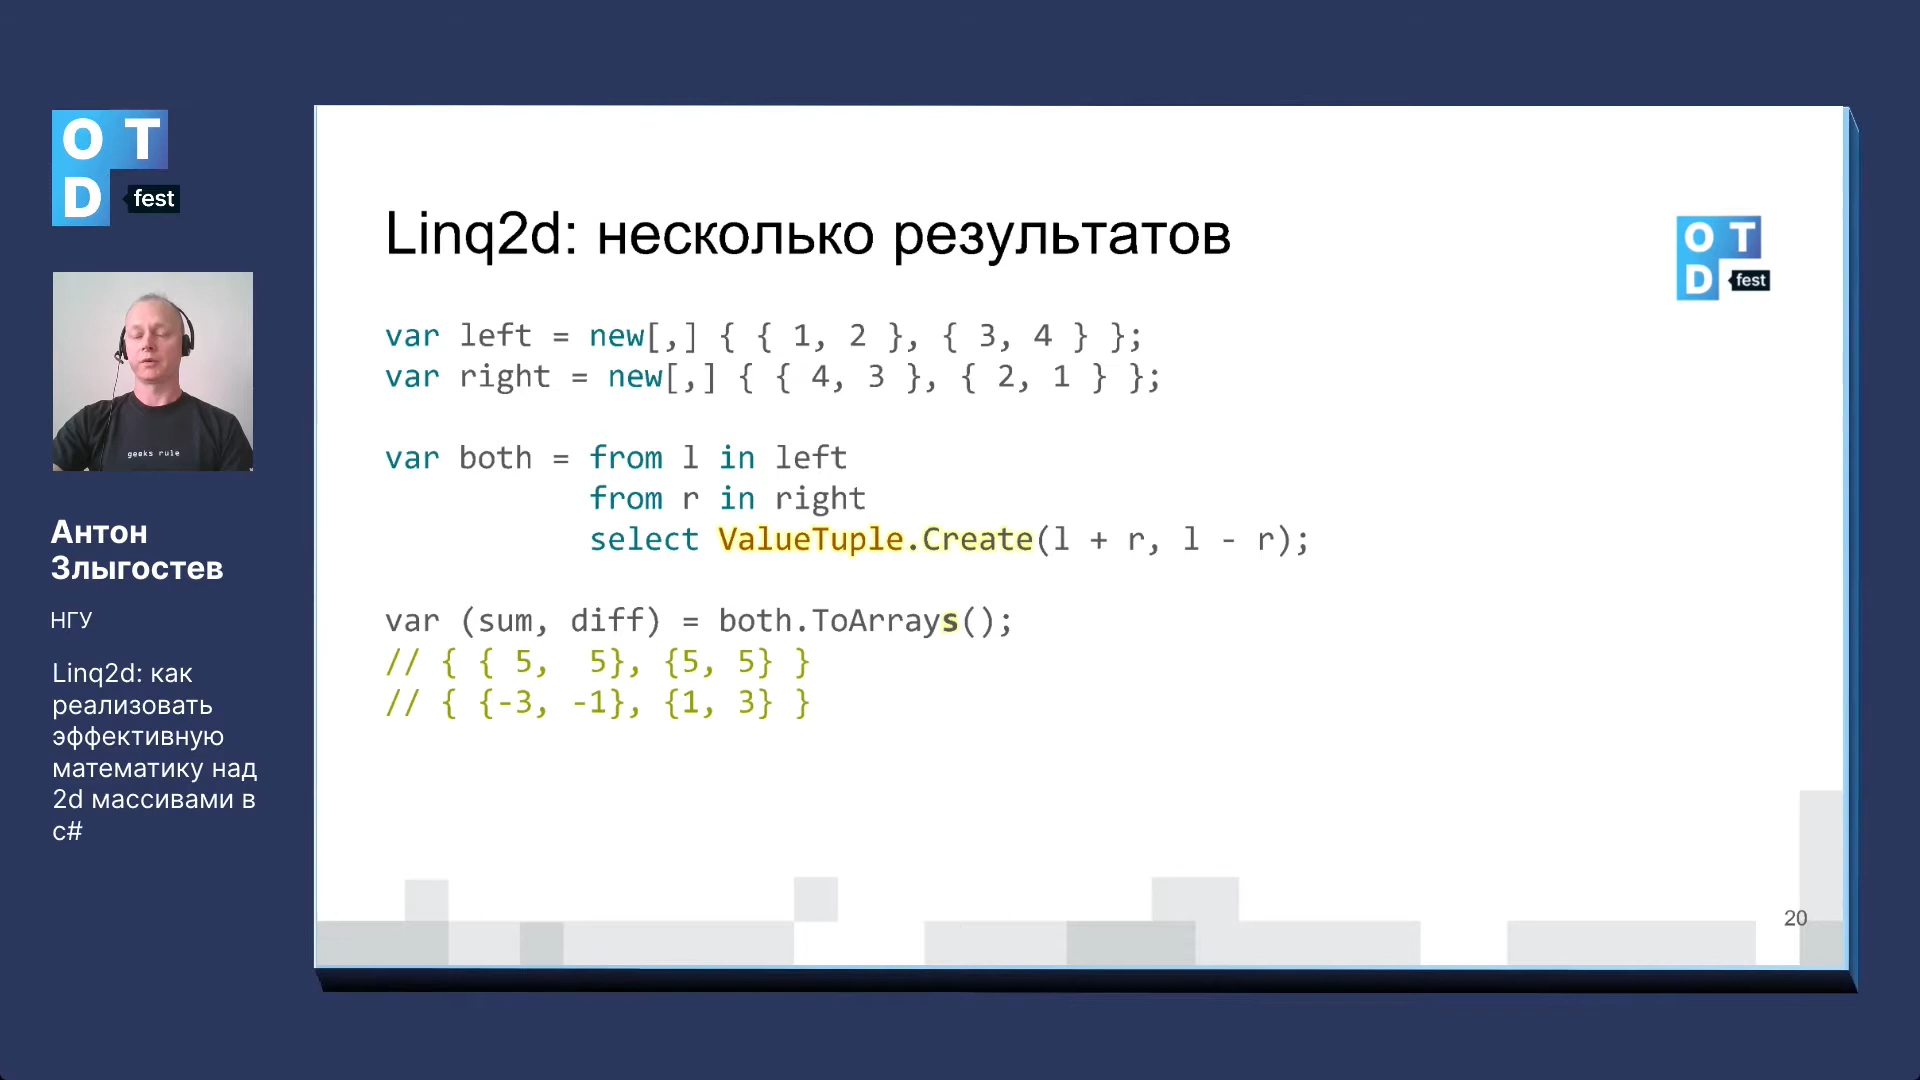 O T
D fest
geeks rule
Антон
Злыгостев
НГУ
Linq2d: как
реализовать
эффективную
математику над
2d массивами в
c#
Linq2d: несколько результатов
O T
D fest
var left = new[,] { { 1, 2 }, { 3, 4 } };
var right = new[,] { { 4, 3 }, { 2, 1 } };
var both = from l in left
from r in right
select ValueTuple.Create(l + r, l - r);
var (sum, diff) = both.ToArrays();
// { { 5,  5}, {5, 5} }
// { {-3, -1}, {1, 3} }
20